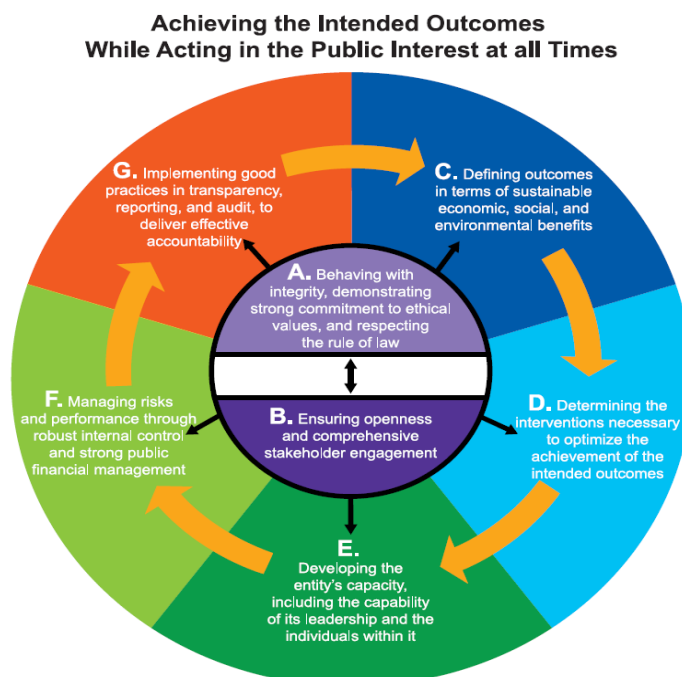 Achieving the Intended Outcomes
While Acting in the Public Interest at all Times
G. Implementing good
practices in transparency,
reporting, and audit, to
deliver effective
accountability
C. Defining outcomes
in terms of sustainable
economic, social, and
environmental benefits
A. Behaving with
integrity, demonstrating
strong commitment to ethical
values, and respecting
the rule of law
B. Ensuring openness
and comprehensive
stakeholder engagement
F. Managing risks
and performance through
robust internal control
and strong public
financial management
D. Determining the
interventions necessary
to optimize the
achievement of the
intended outcomes
E.
Developing the
entity's capacity,
including the capability
of its leadership and the
individuals within it